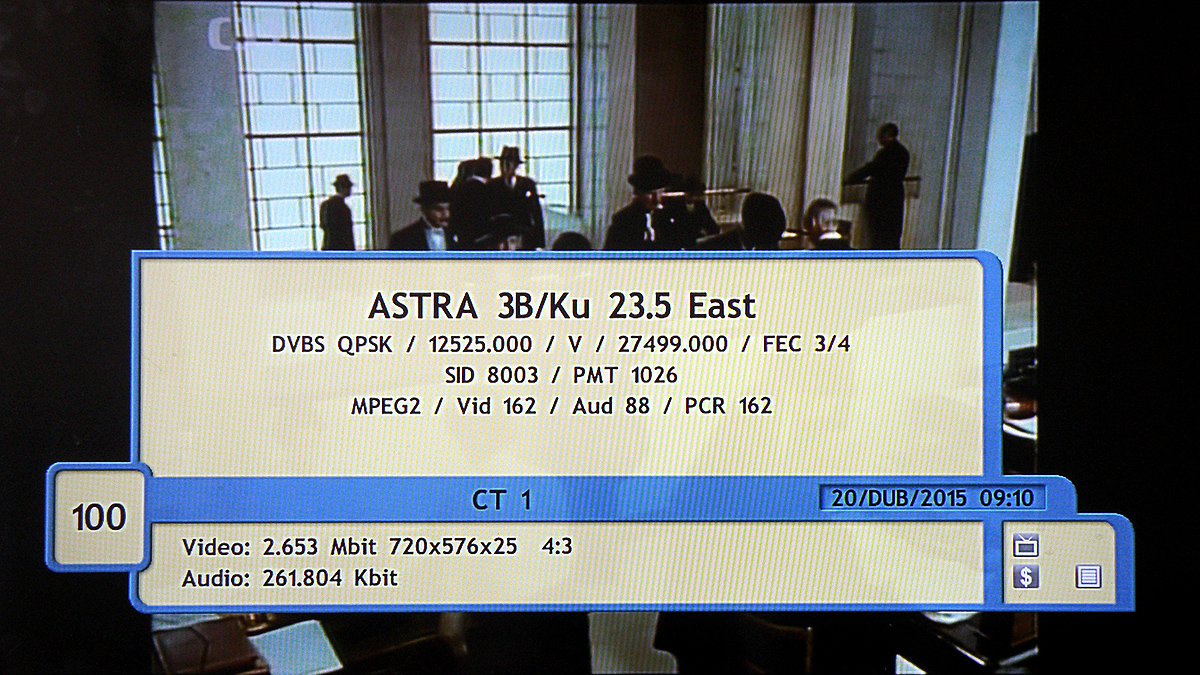 ASTRA 3B/Ku 23.5 East
DVBS QPSK / 12525.000 / V / 27499.000 / FEC 3/4
SID 8003 / PMT 1026
MPEG2 / Vid 162 / Aud 88 / PCR 162
100
CT 1
20/DUB/2015 09:10
Video: 2.653 Mbit 720x576x25 4:3
Audio: 261.804 Kbit
$